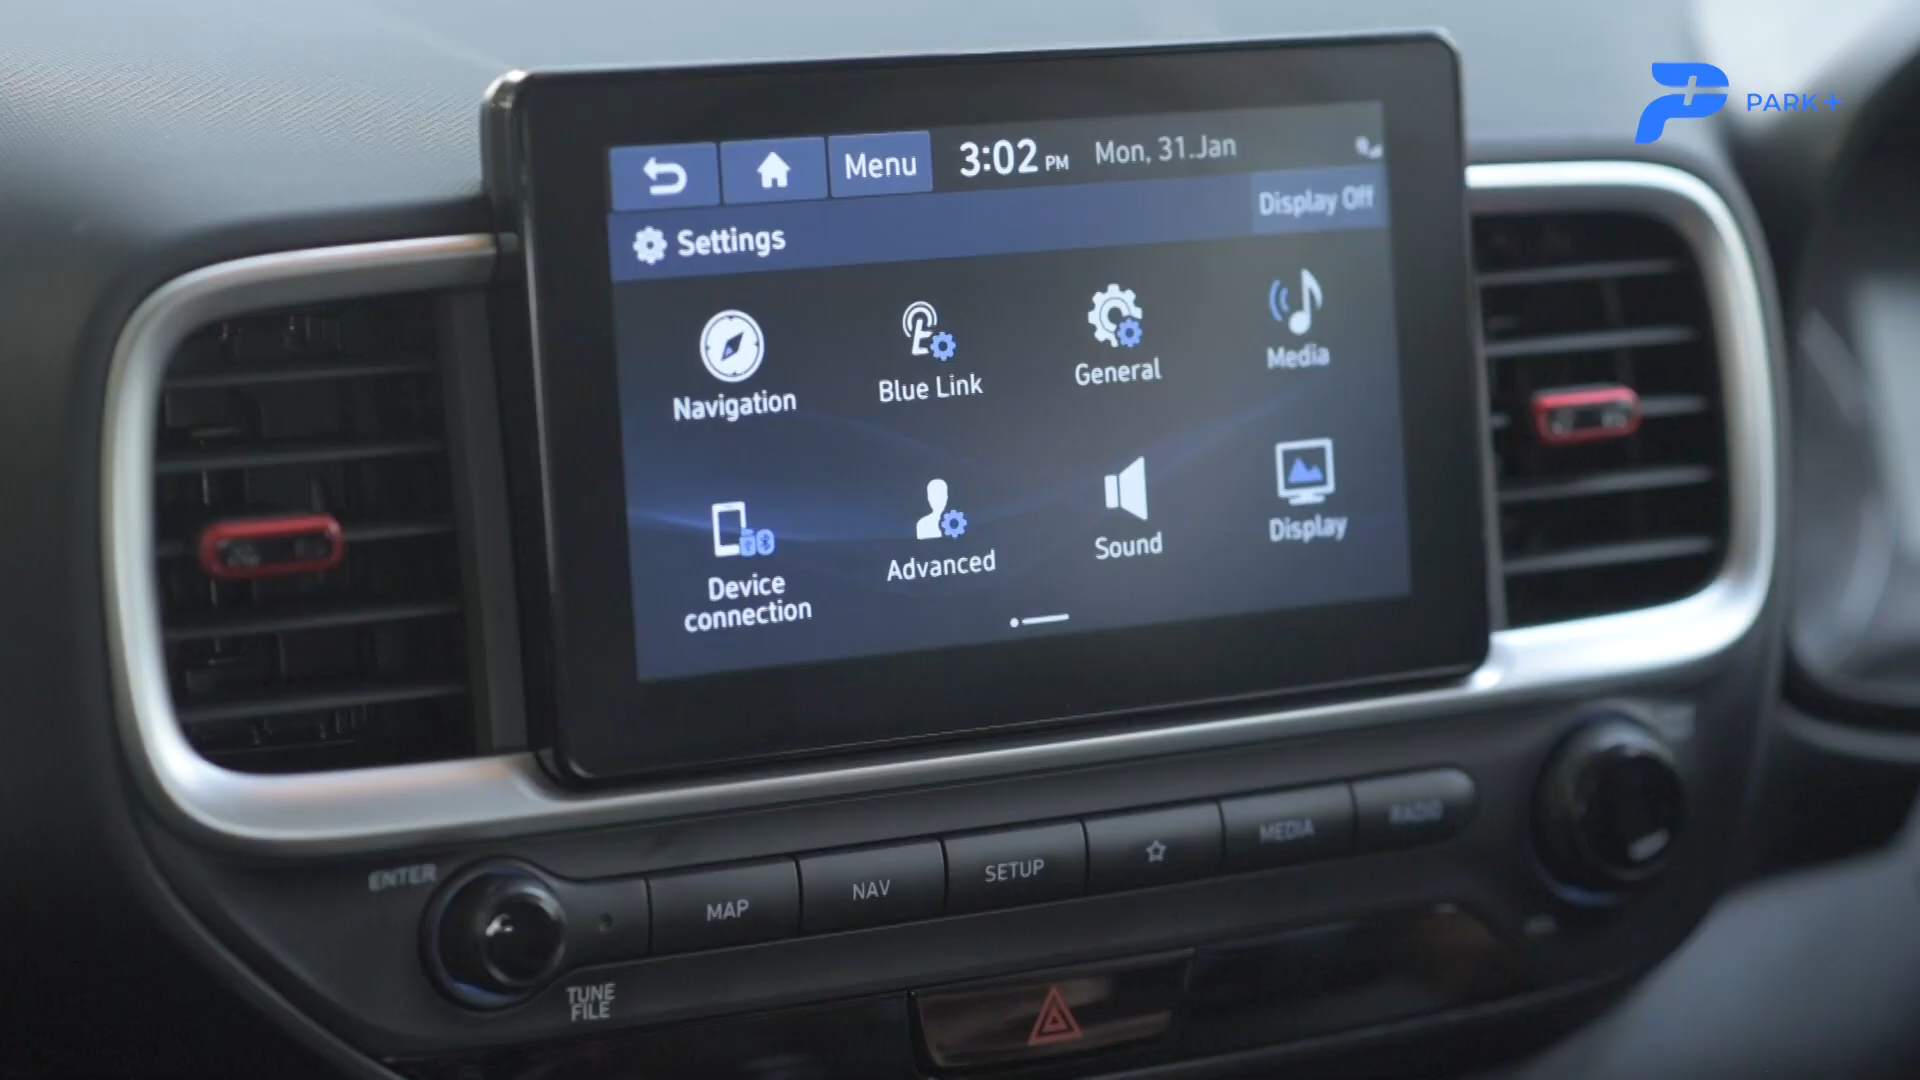 PARK+
Menu
3:02 PM
Mon, 31.Jan
Display Off
Settings
Navigation
Blue Link
General
Media
Device
connection
Advanced
Sound
Display
ENTER
MAP
NAV
SETUP
MEDIA
RADIO
TUNE
FILE